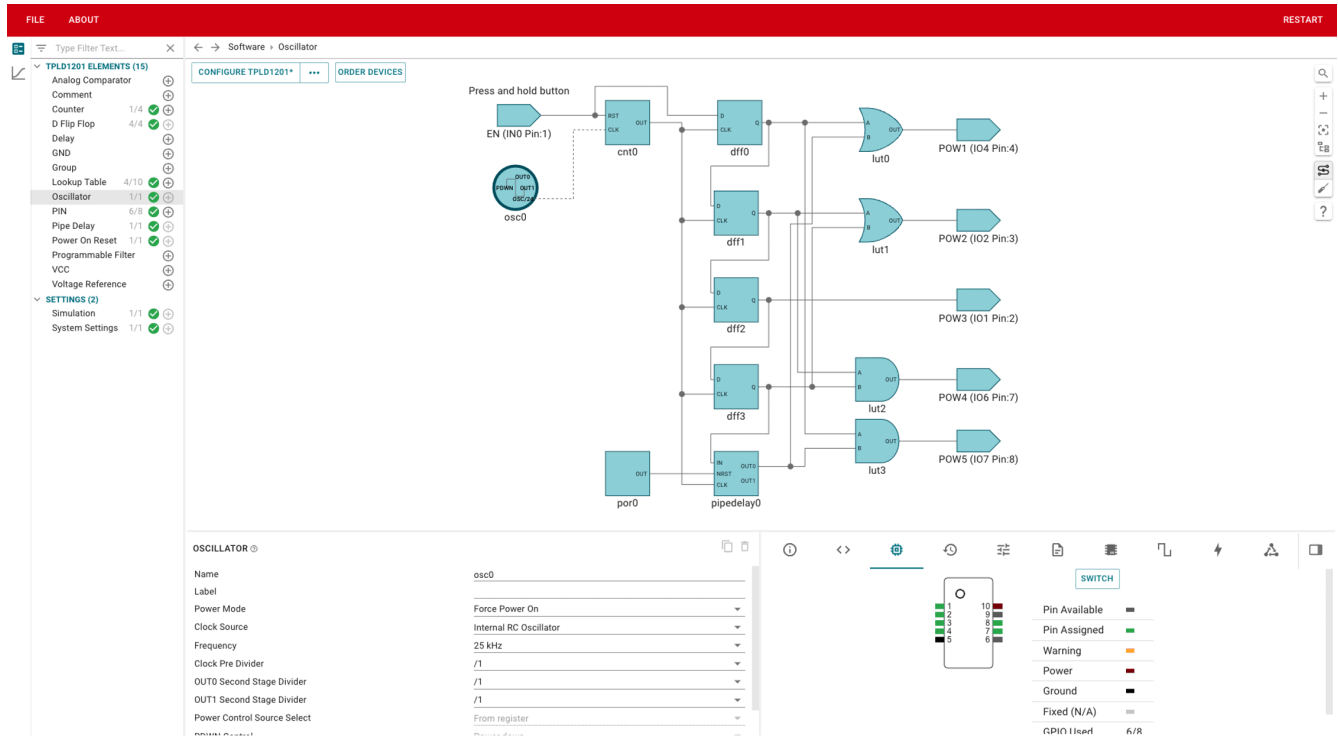 FILE ABOUT RESTART
Type Filter Text...
Software › Oscillator
TPLD1201 ELEMENTS (15)
Analog Comparator
Comment
Counter 1/4
D Flip Flop 4/4
Delay
GND
Group
Lookup Table 4/10
Oscillator 1/1
PIN 6/8
Pipe Delay 1/1
Power On Reset 1/1
Programmable Filter
VCC
Voltage Reference
SETTINGS (2)
Simulation 1/1
System Settings 1/1
CONFIGURE TPLD1201* ••• ORDER DEVICES
Press and hold button
EN (IN0 Pin:1)
RST
CLK
OUT
cnt0
D
CLK
Q
dff0
A
B
OUT
lut0
POW1 (IO4 Pin:4)
PDWN
OUT0
OUT1
OSC/24
osc0
D
CLK
Q
dff1
A
B
OUT
lut1
POW2 (IO2 Pin:3)
D
CLK
Q
dff2
POW3 (IO1 Pin:2)
D
CLK
Q
dff3
A
B
OUT
lut2
POW4 (IO6 Pin:7)
A
B
OUT
lut3
POW5 (IO7 Pin:8)
OUT
por0
IN
NRST
CLK
OUT0
OUT1
pipedelay0
OSCILLATOR
Name osc0
Label
Power Mode Force Power On
Clock Source Internal RC Oscillator
Frequency 25 kHz
Clock Pre Divider /1
OUT0 Second Stage Divider /1
OUT1 Second Stage Divider /1
Power Control Source Select From register
PDWN Control Power down
SWITCH
1 10
2 9
3 8
4 7
5 6
Pin Available
Pin Assigned
Warning
Power
Ground
Fixed (N/A)
GPIO Used 6/8